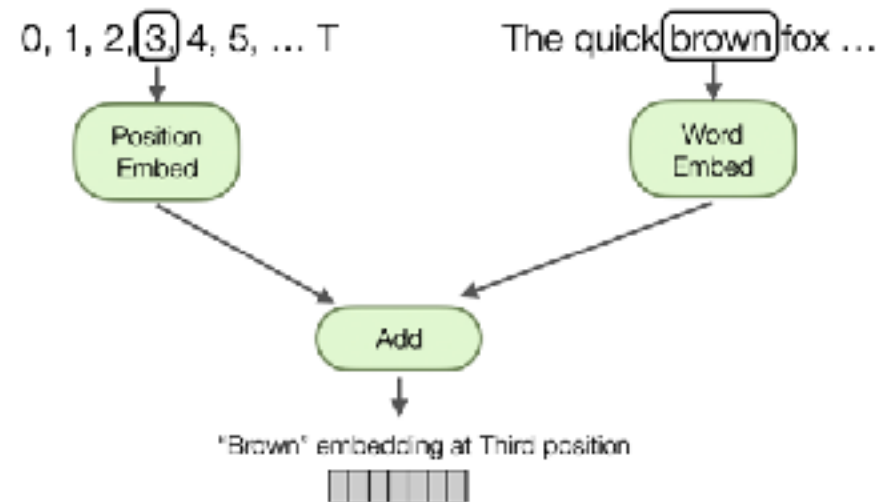 0, 1, 2, 3, 4, 5, ... T
The quick brown fox ...
Position
Embed
Word
Embed
Add
"Brown" embedding at Third position